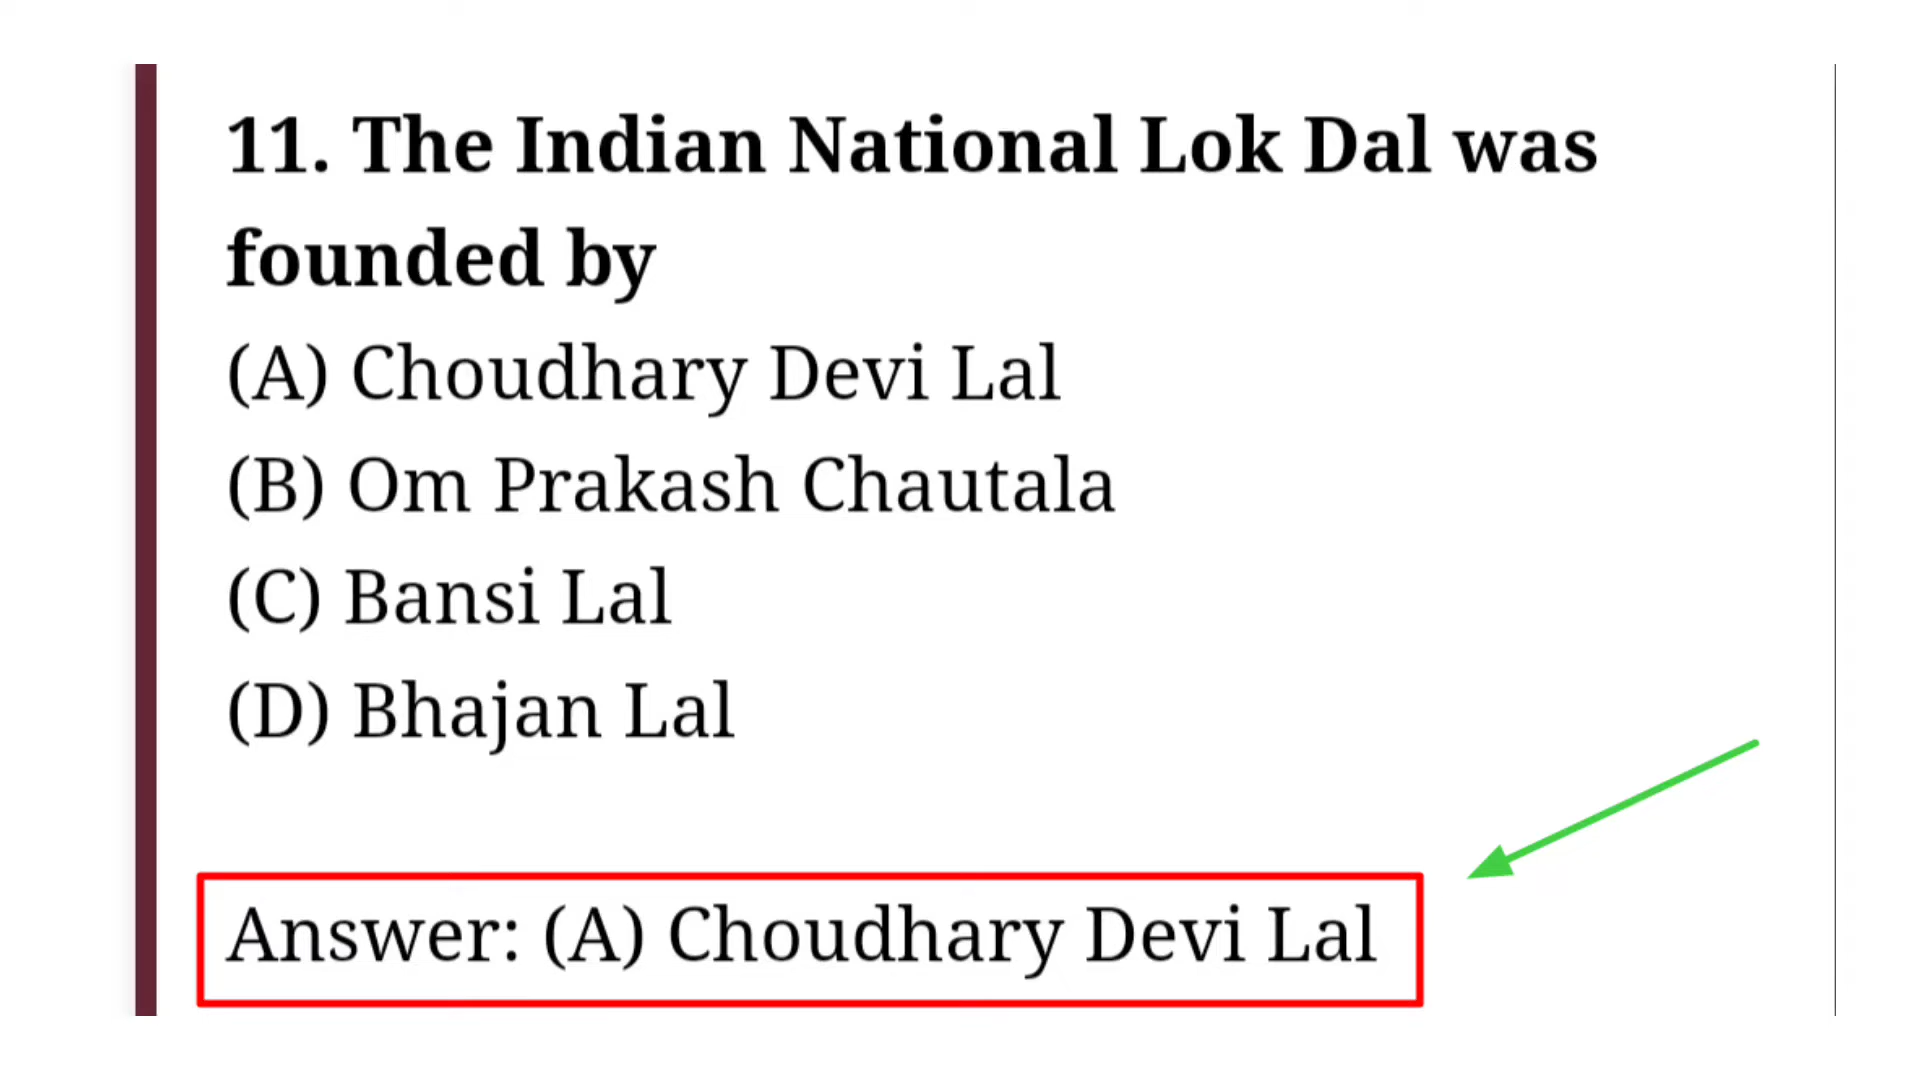 11. The Indian National Lok Dal was
founded by
(A) Choudhary Devi Lal
(B) Om Prakash Chautala
(C) Bansi Lal
(D) Bhajan Lal
Answer: (A) Choudhary Devi Lal